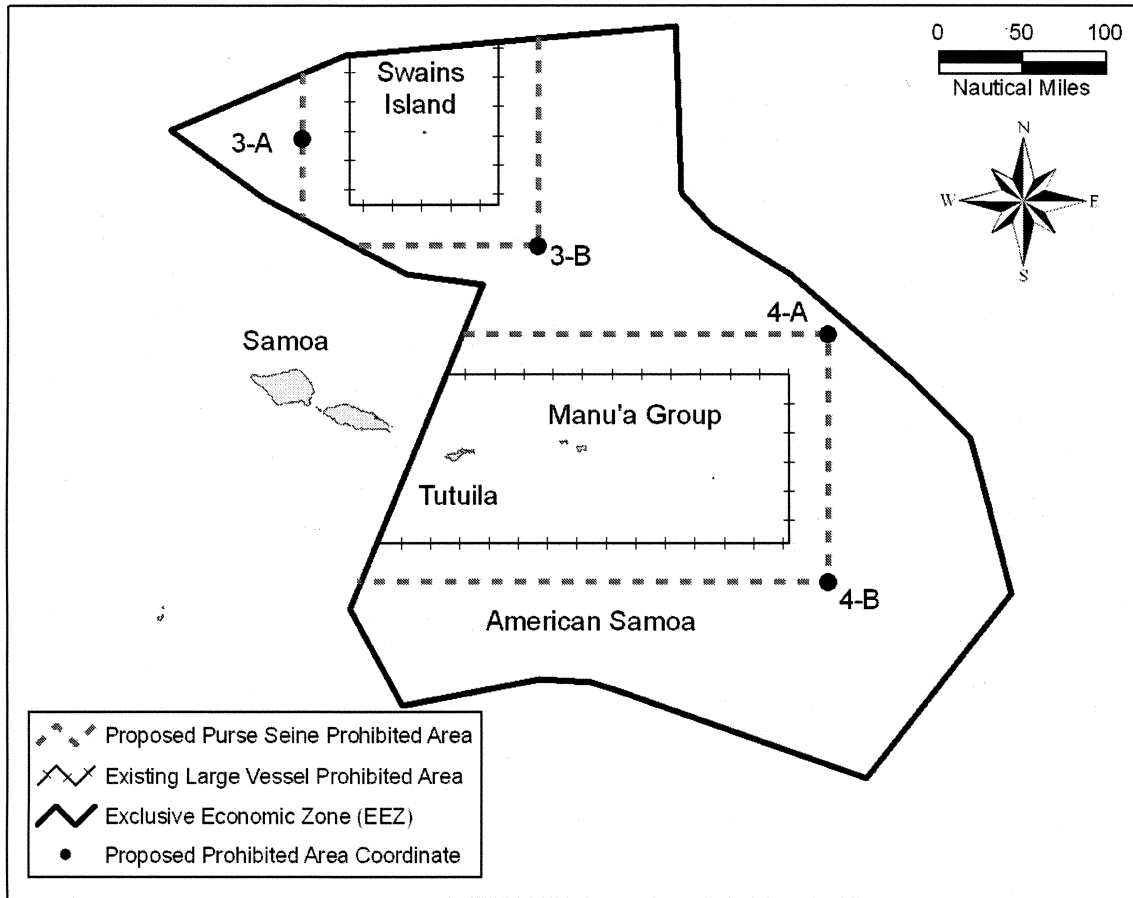 0 50 100
Nautical Miles
Swains
Island
3-A
N
W E
S
3-B
4-A
Samoa
Manu'a Group
Tutuila
4-B
American Samoa
Proposed Purse Seine Prohibited Area
Existing Large Vessel Prohibited Area
Exclusive Economic Zone (EEZ)
Proposed Prohibited Area Coordinate